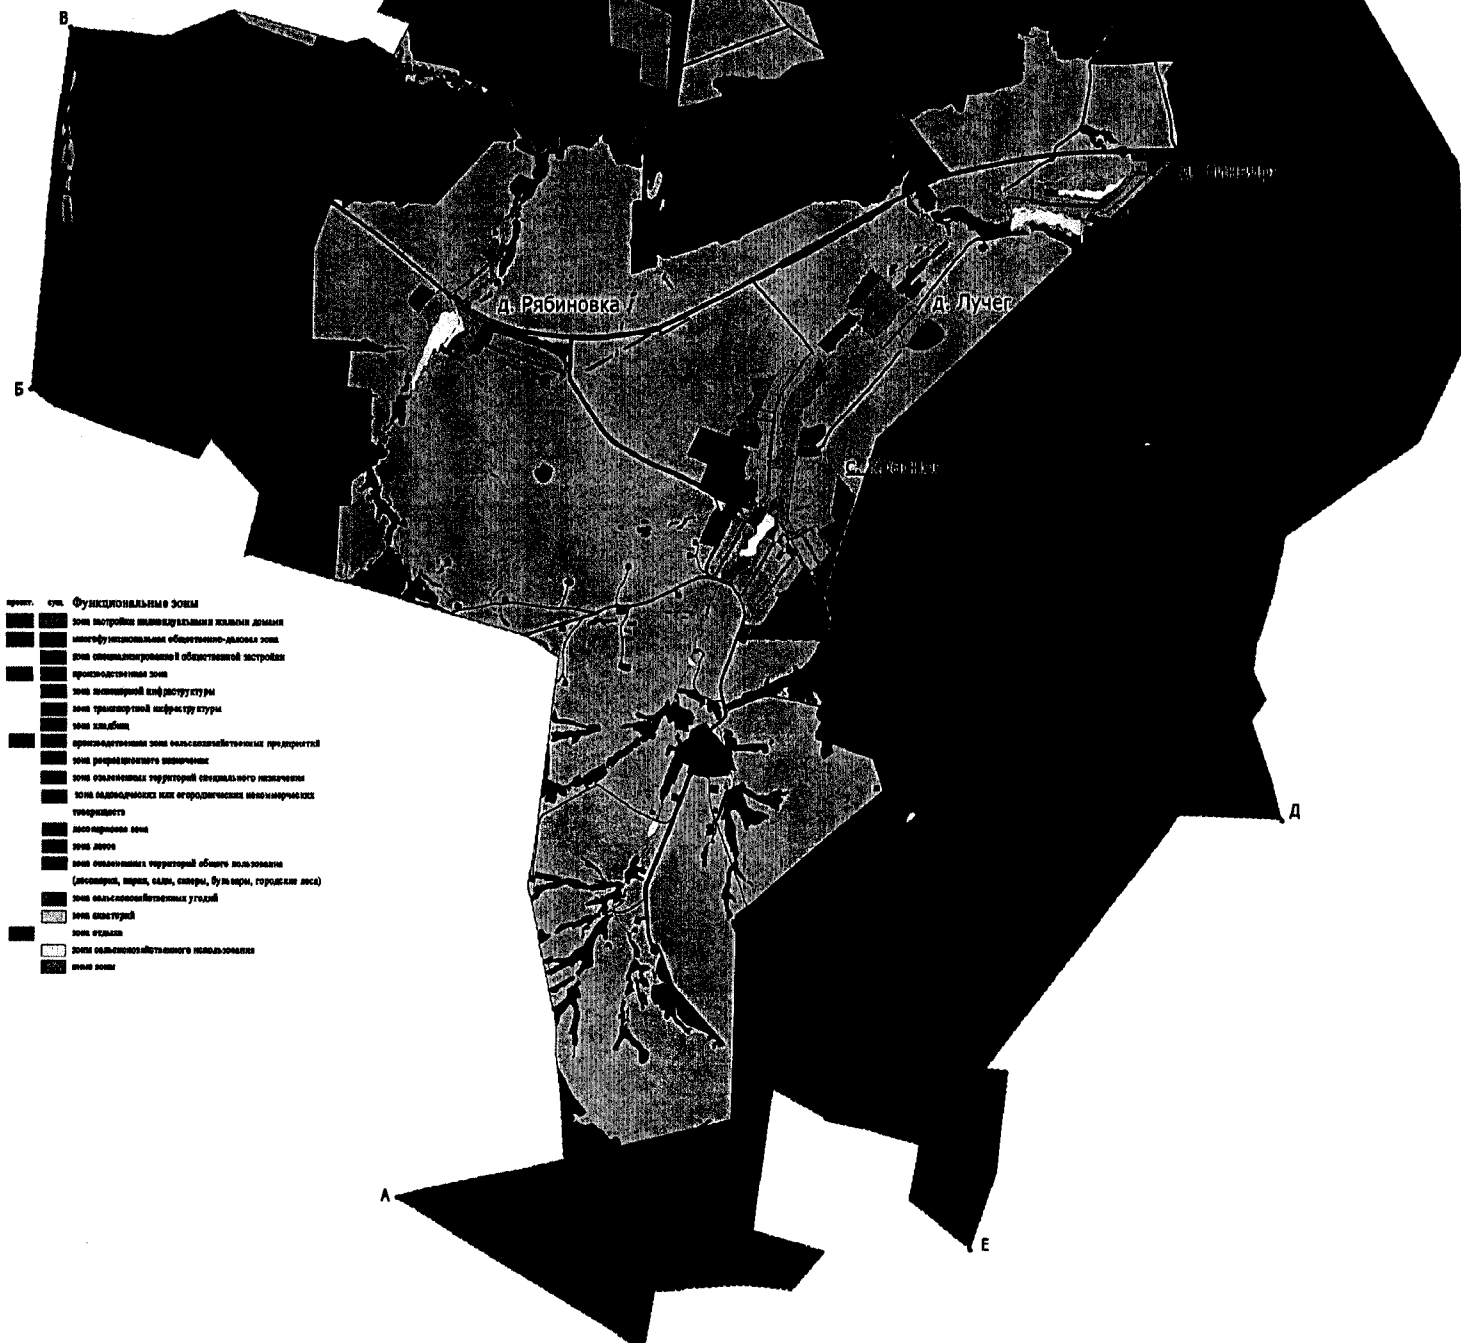 В
д. Рябиновка
д. Лучег
Б
с.
проект. сущ. Функциональные зоны
зона застройки индивидуальными жилыми домами
многофункциональная общественно-деловая зона
зона специализированной общественной застройки
производственная зона
зона инженерной инфраструктуры
зона транспортной инфраструктуры
зона кладбищ
производственная зона сельскохозяйственных предприятий
зона рекреационного назначения
зона озелененных территорий специального назначения
зона садоводческих или огороднических некоммерческих
товариществ
лесопарковая зона
зона лесов
зона озелененных территорий общего пользования
(лесопарки, парки, сады, скверы, бульвары, городские леса)
зона сельскохозяйственных угодий
зона акваторий
зона отдыха
зоны сельскохозяйственного использования
иные зоны
Д
А
Е